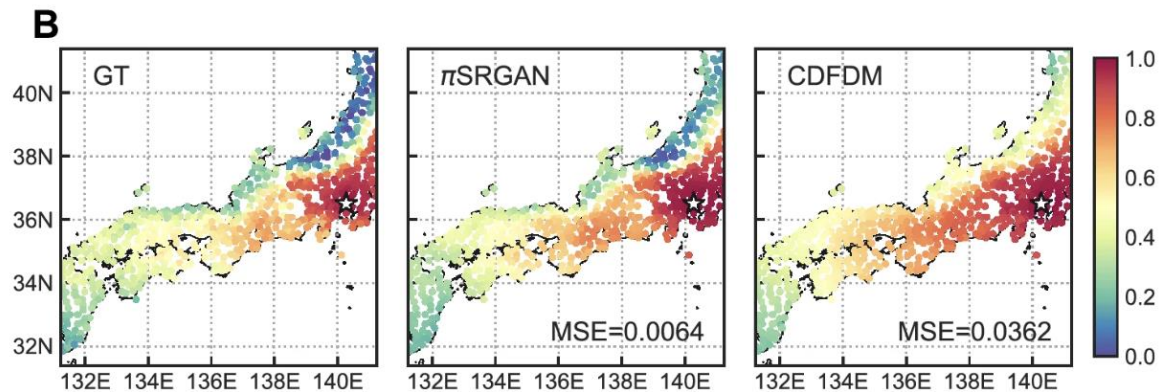 B
GT
πSRGAN
CDFDM
1.0
40N
0.8
38N
0.6
36N
0.4
34N
0.2
32N
MSE=0.0064
MSE=0.0362
0.0
132E 134E 136E 138E 140E
132E 134E 136E 138E 140E
132E 134E 136E 138E 140E